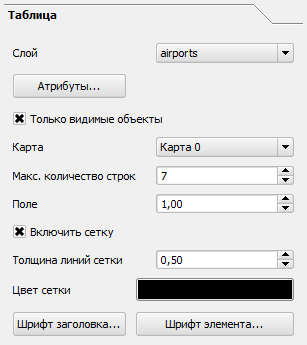 Таблица
Слой airports
Атрибуты...
Только видимые объекты
Карта Карта 0
Макс. количество строк 7
Поле 1,00
Включить сетку
Толщина линий сетки 0,50
Цвет сетки
Шрифт заголовка... Шрифт элемента...